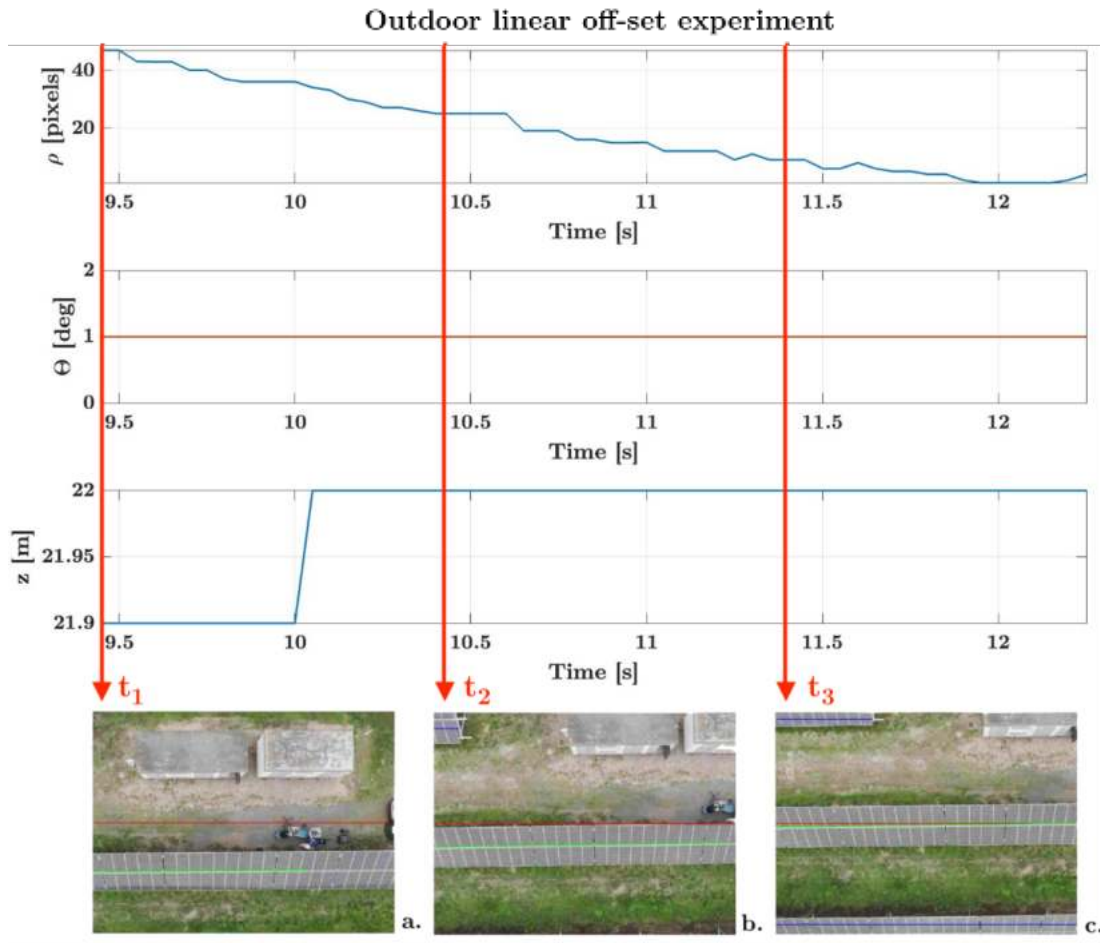 Outdoor linear off-set experiment
40
20
ρ [pixels]
9.5 10 10.5 11 11.5 12
Time [s]
2
1
0
Θ [deg]
9.5 10 10.5 11 11.5 12
Time [s]
22
21.95
21.9
z [m]
9.5 10 10.5 11 11.5 12
Time [s]
t1 t2 t3
a. b. c.